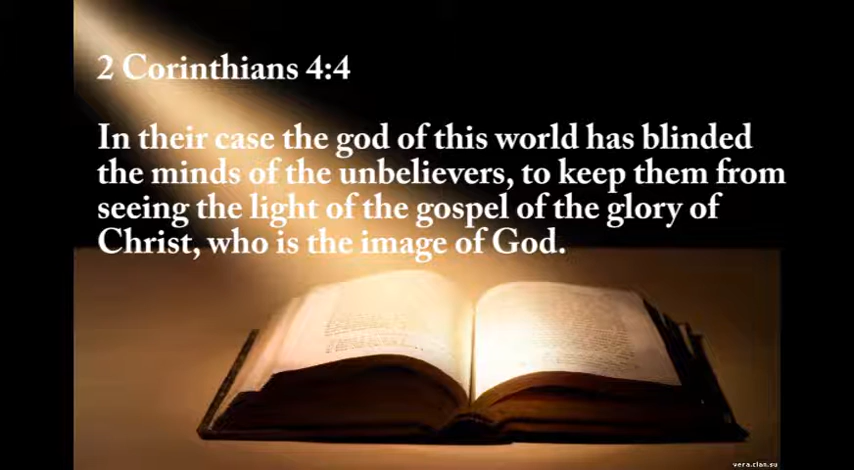 2 Corinthians 4:4
In their case the god of this world has blinded
the minds of the unbelievers, to keep them from
seeing the light of the gospel of the glory of
Christ, who is the image of God.
vera.clan.su